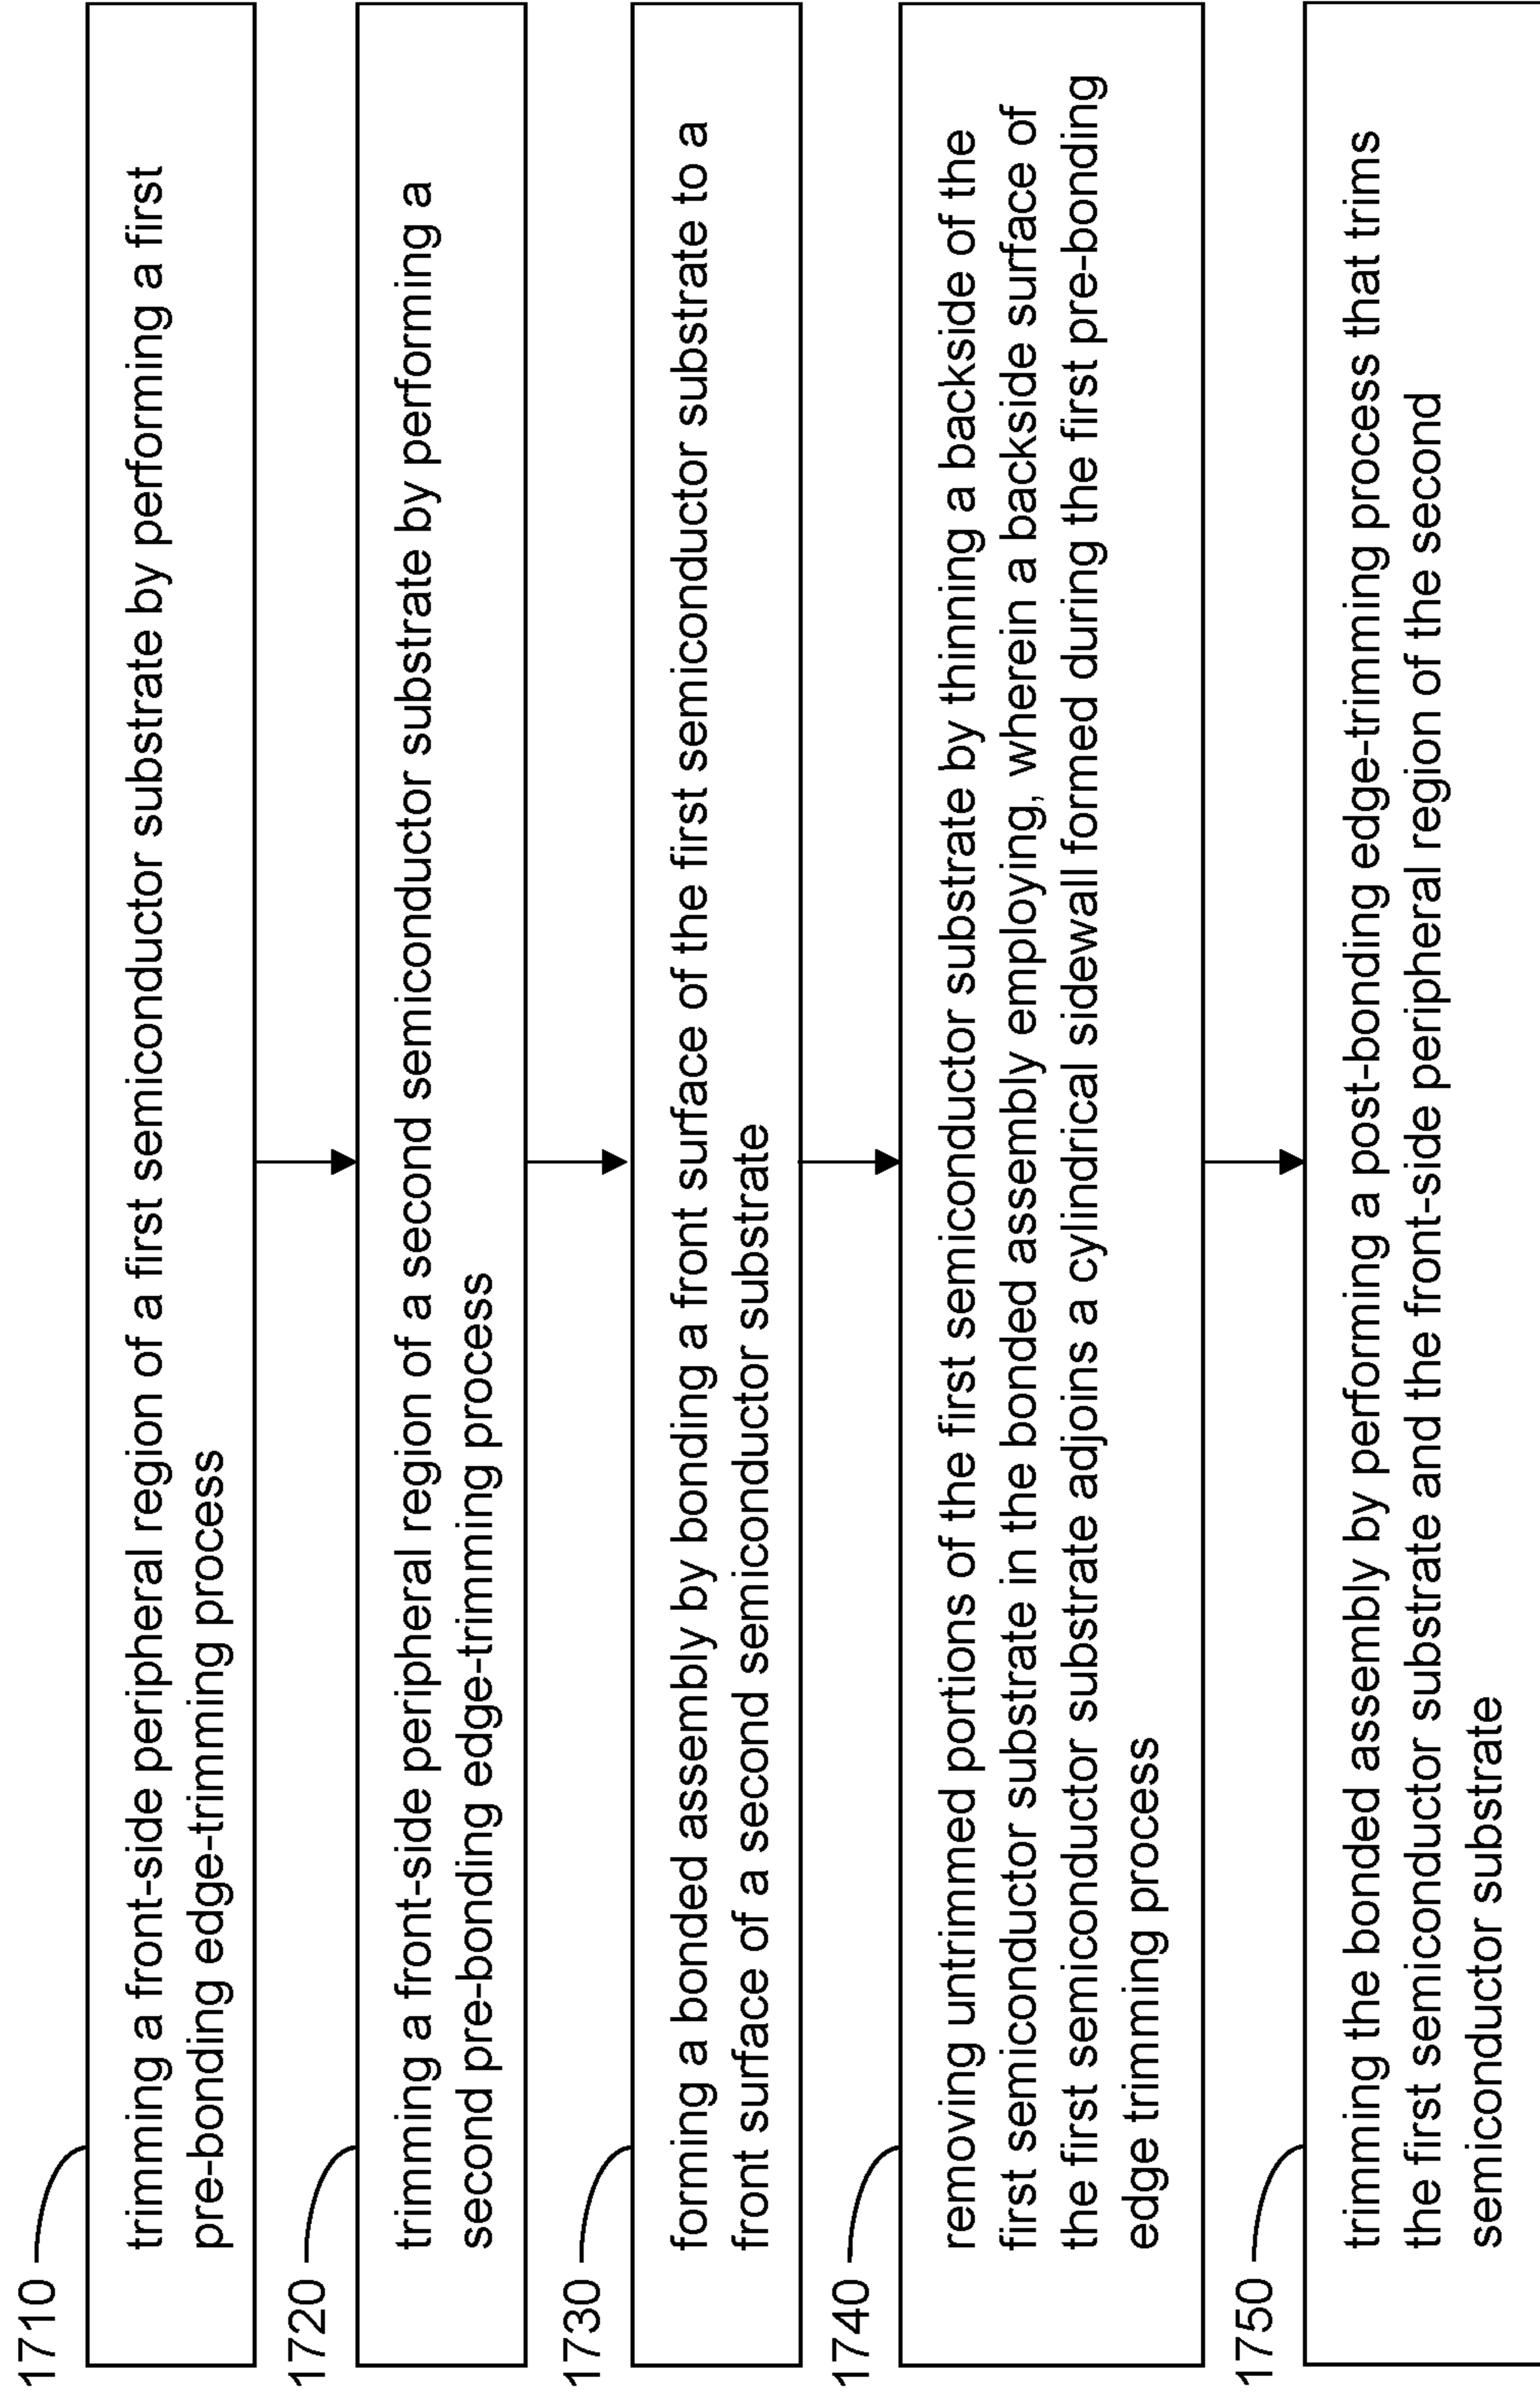 1710
trimming a front-side peripheral region of a first semiconductor substrate by performing a first
pre-bonding edge-trimming process
1720
trimming a front-side peripheral region of a second semiconductor substrate by performing a
second pre-bonding edge-trimming process
1730
forming a bonded assembly by bonding a front surface of the first semiconductor substrate to a
front surface of a second semiconductor substrate
1740
removing untrimmed portions of the first semiconductor substrate by thinning a backside of the
first semiconductor substrate in the bonded assembly employing, wherein a backside surface of
the first semiconductor substrate adjoins a cylindrical sidewall formed during the first pre-bonding
edge trimming process
1750
trimming the bonded assembly by performing a post-bonding edge-trimming process that trims
the first semiconductor substrate and the front-side peripheral region of the second
semiconductor substrate